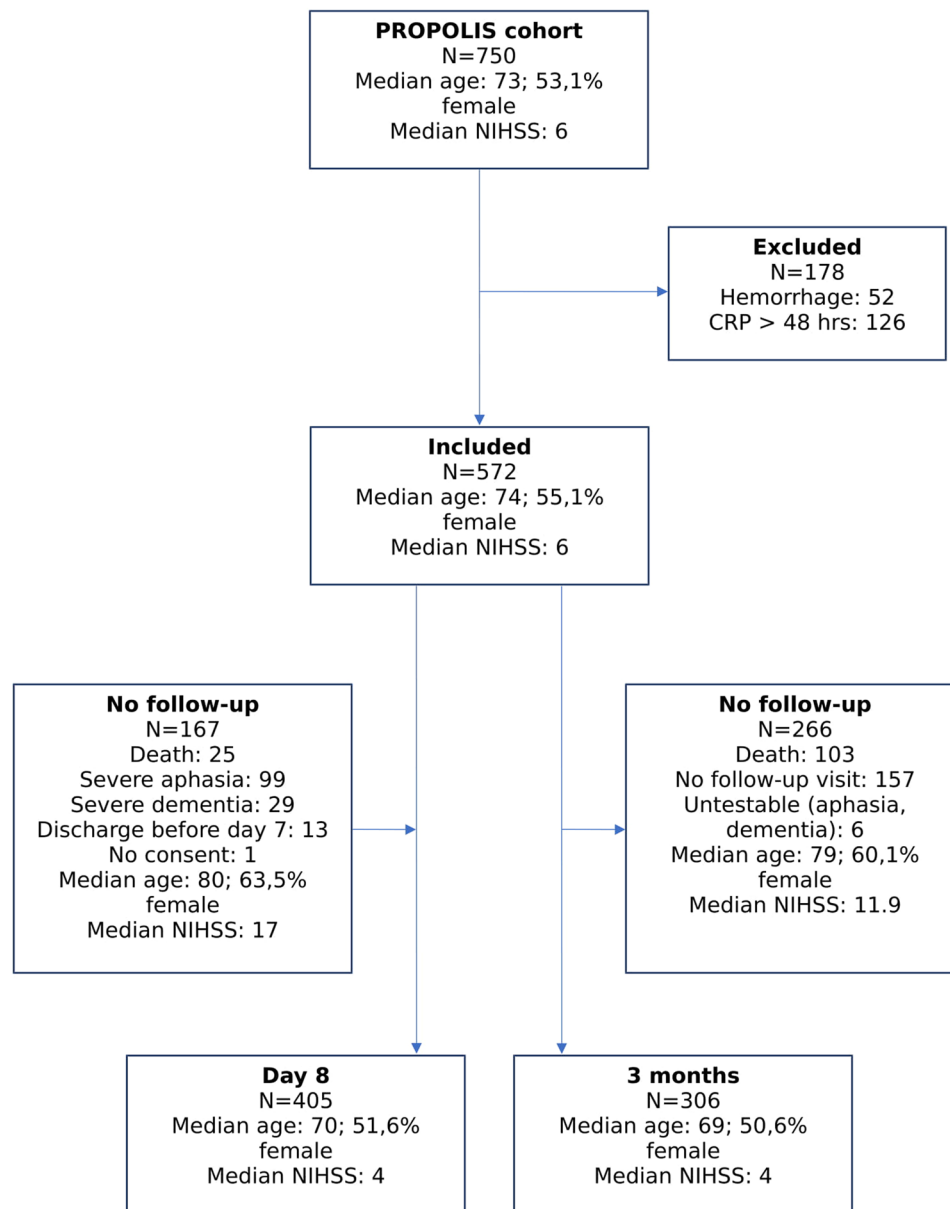 PROPOLIS cohort
N=750
Median age: 73; 53,1%
female
Median NIHSS: 6
Excluded
N=178
Hemorrhage: 52
CRP > 48 hrs: 126
Included
N=572
Median age: 74; 55,1%
female
Median NIHSS: 6
No follow-up
N=167
Death: 25
Severe aphasia: 99
Severe dementia: 29
Discharge before day 7: 13
No consent: 1
Median age: 80; 63,5%
female
Median NIHSS: 17
No follow-up
N=266
Death: 103
No follow-up visit: 157
Untestable (aphasia,
dementia): 6
Median age: 79; 60,1%
female
Median NIHSS: 11.9
Day 8
N=405
Median age: 70; 51,6%
female
Median NIHSS: 4
3 months
N=306
Median age: 69; 50,6%
female
Median NIHSS: 4